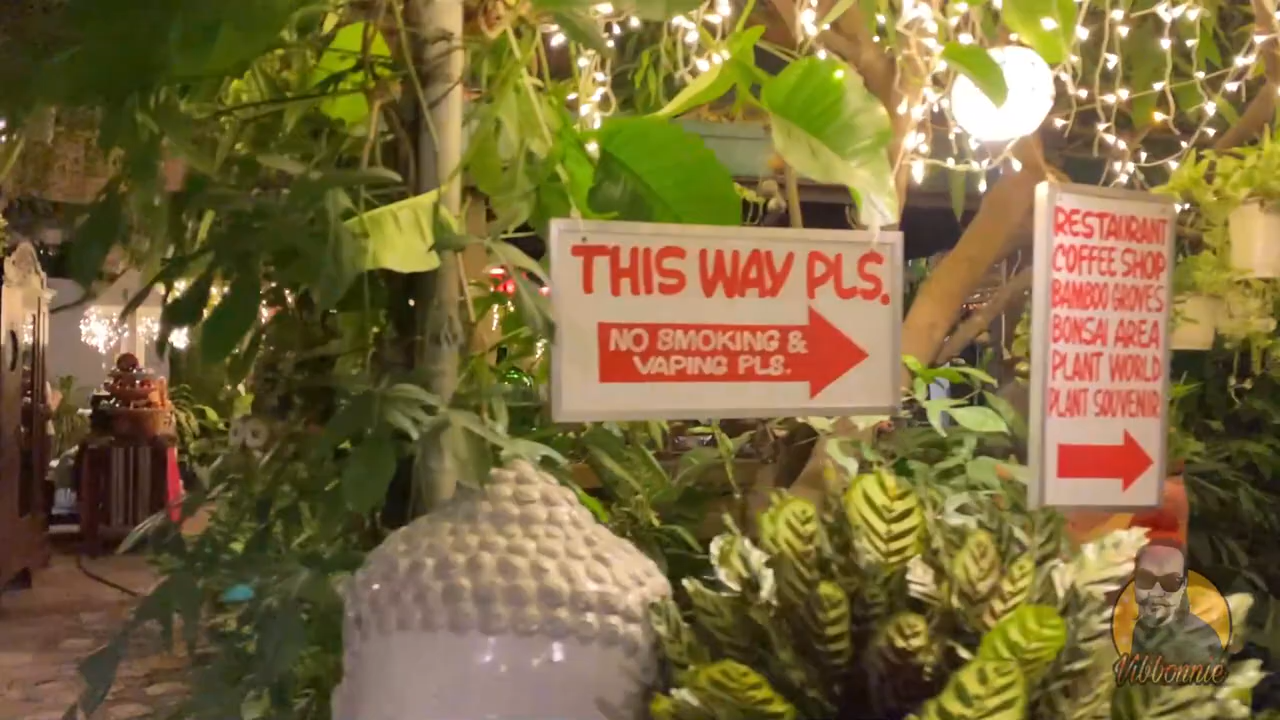 THIS WAY PLS.
NO SMOKING &
VAPING PLS.
RESTAURANT
COFFEE SHOP
BAMBOO GROVES
BONSAI AREA
PLANT WORLD
PLANT SOUVENIR
Vibbonnie